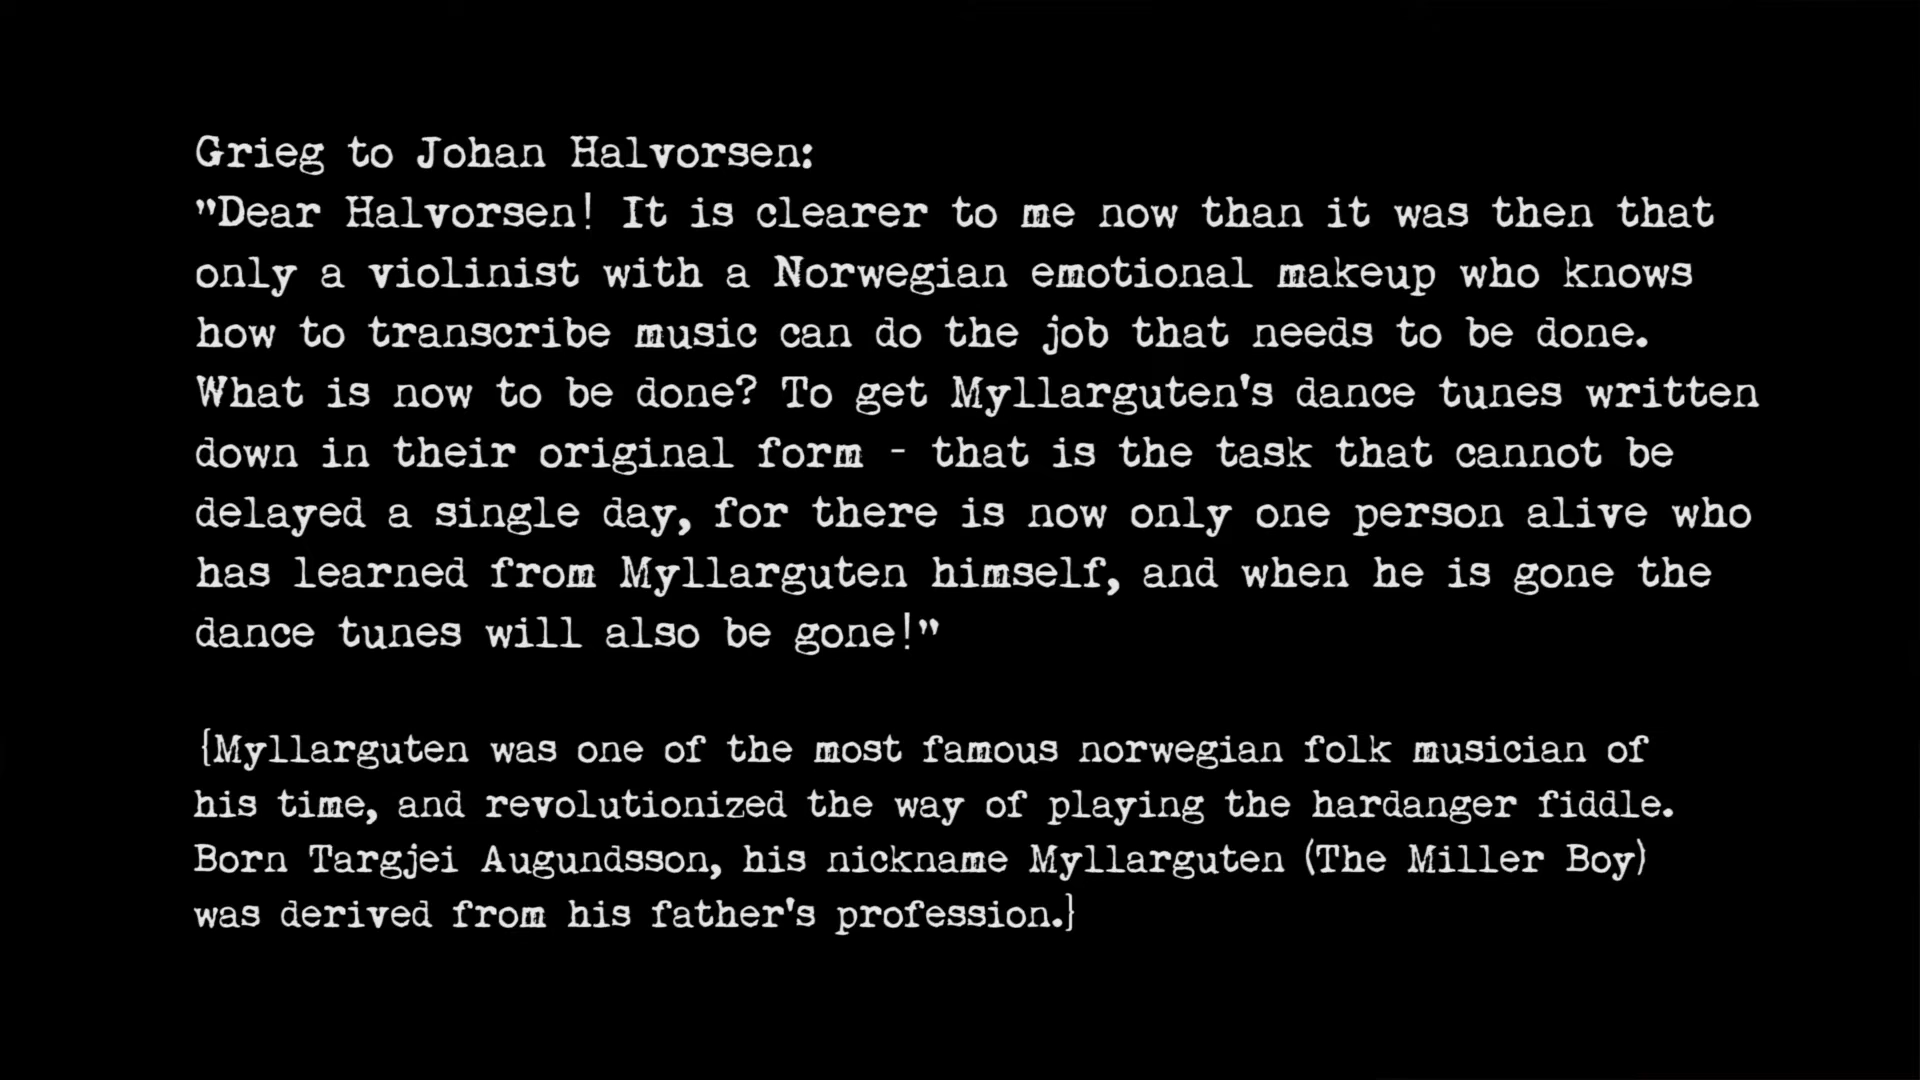 Grieg to Johan Halvorsen:
"Dear Halvorsen! It is clearer to me now than it was then that
only a violinist with a Norwegian emotional makeup who knows
how to transcribe music can do the job that needs to be done.
What is now to be done? To get Myllarguten's dance tunes written
down in their original form - that is the task that cannot be
delayed a single day, for there is now only one person alive who
has learned from Myllarguten himself, and when he is gone the
dance tunes will also be gone!"
{Myllarguten was one of the most famous norwegian folk musician of
his time, and revolutionized the way of playing the hardanger fiddle.
Born Targjei Augundsson, his nickname Myllarguten (The Miller Boy)
was derived from his father's profession.}